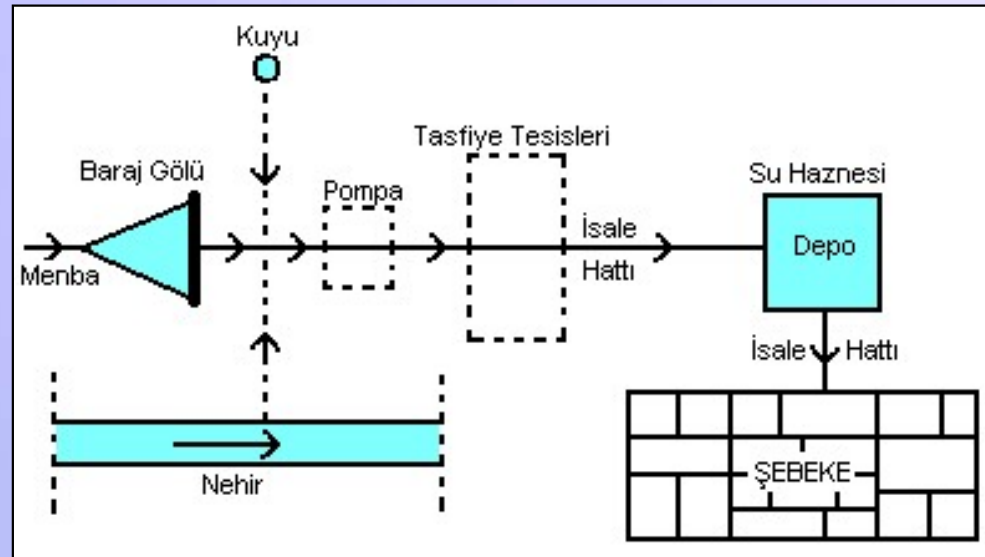 Kuyu
Tasfiye Tesisleri
Baraj Gölü
Pompa
Su Haznesi
Menba
İsale
Hattı
Depo
İsale Hattı
Nehir
ŞEBEKE